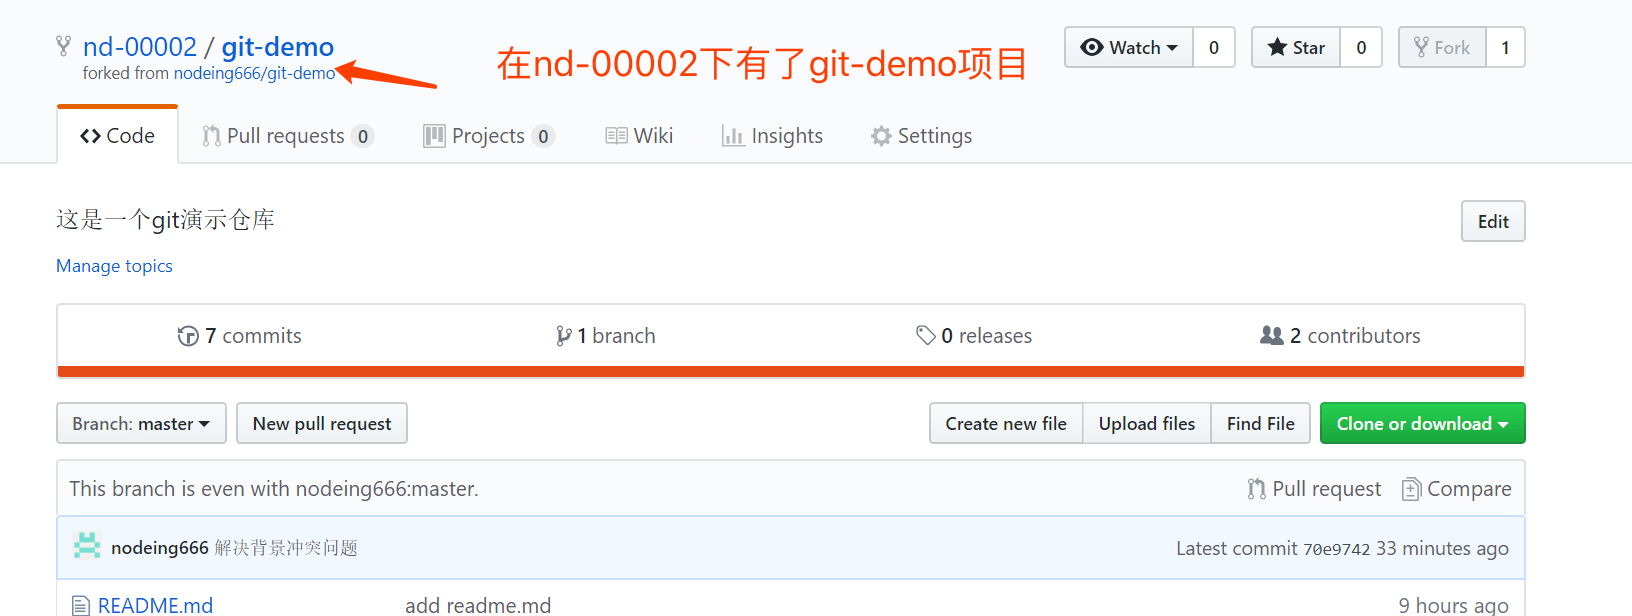 nd-00002 / git-demo
forked from nodeing666/git-demo
在nd-00002下有了git-demo项目
Watch 0 Star 0 Fork 1
Code Pull requests 0 Projects 0 Wiki Insights Settings
这是一个git演示仓库
Edit
Manage topics
7 commits 1 branch 0 releases 2 contributors
Branch: master New pull request Create new file Upload files Find File Clone or download
This branch is even with nodeing666:master. Pull request Compare
nodeing666 解决背景冲突问题 Latest commit 70e9742 33 minutes ago
README.md add readme.md 9 hours ago